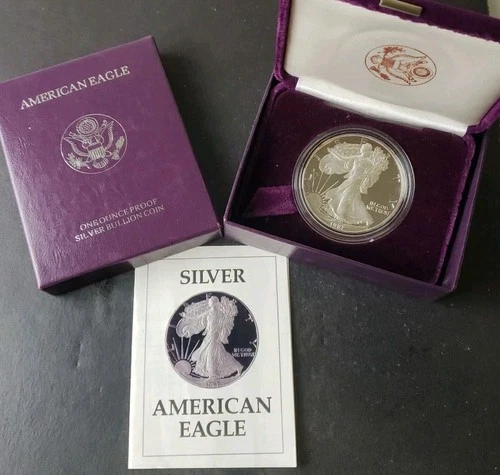 AMERICAN EAGLE
ONE OUNCE PROOF
SILVER BULLION COIN
SILVER
AMERICAN
EAGLE